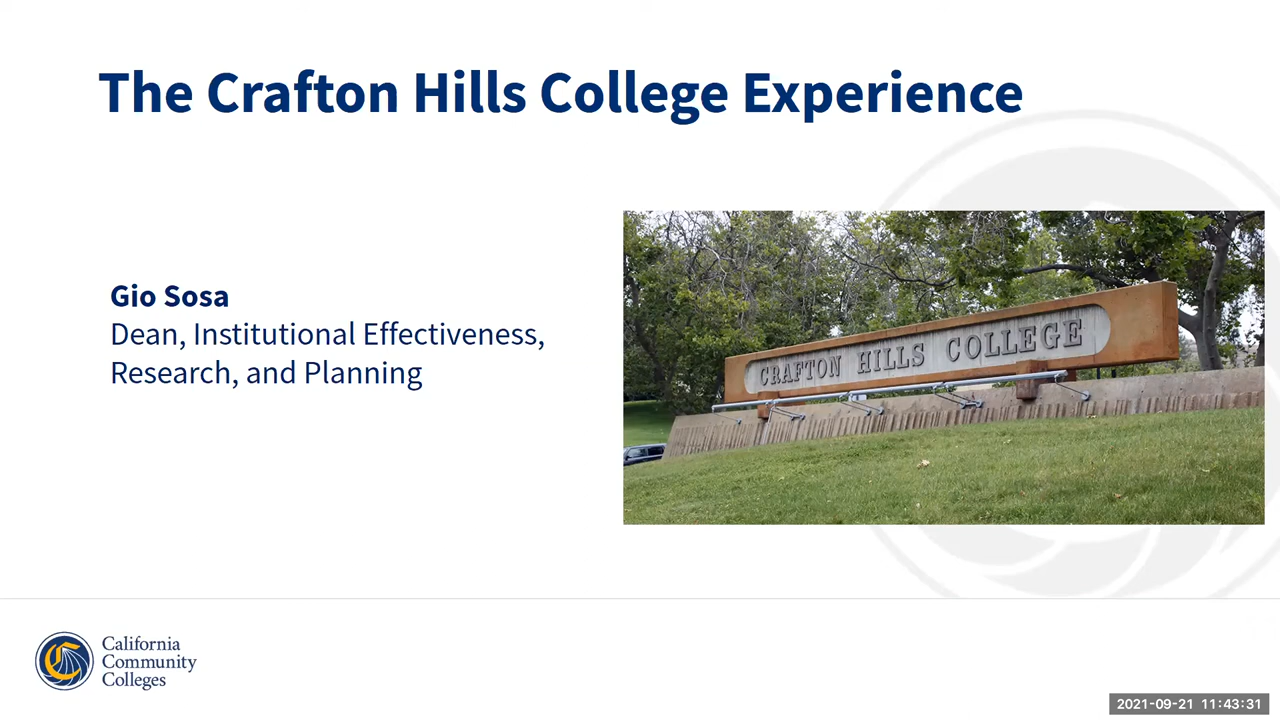 The Crafton Hills College Experience
Gio Sosa
Dean, Institutional Effectiveness,
Research, and Planning
CRAFTON HILLS COLLEGE
California
Community
Colleges
2021-09-21 11:43:31